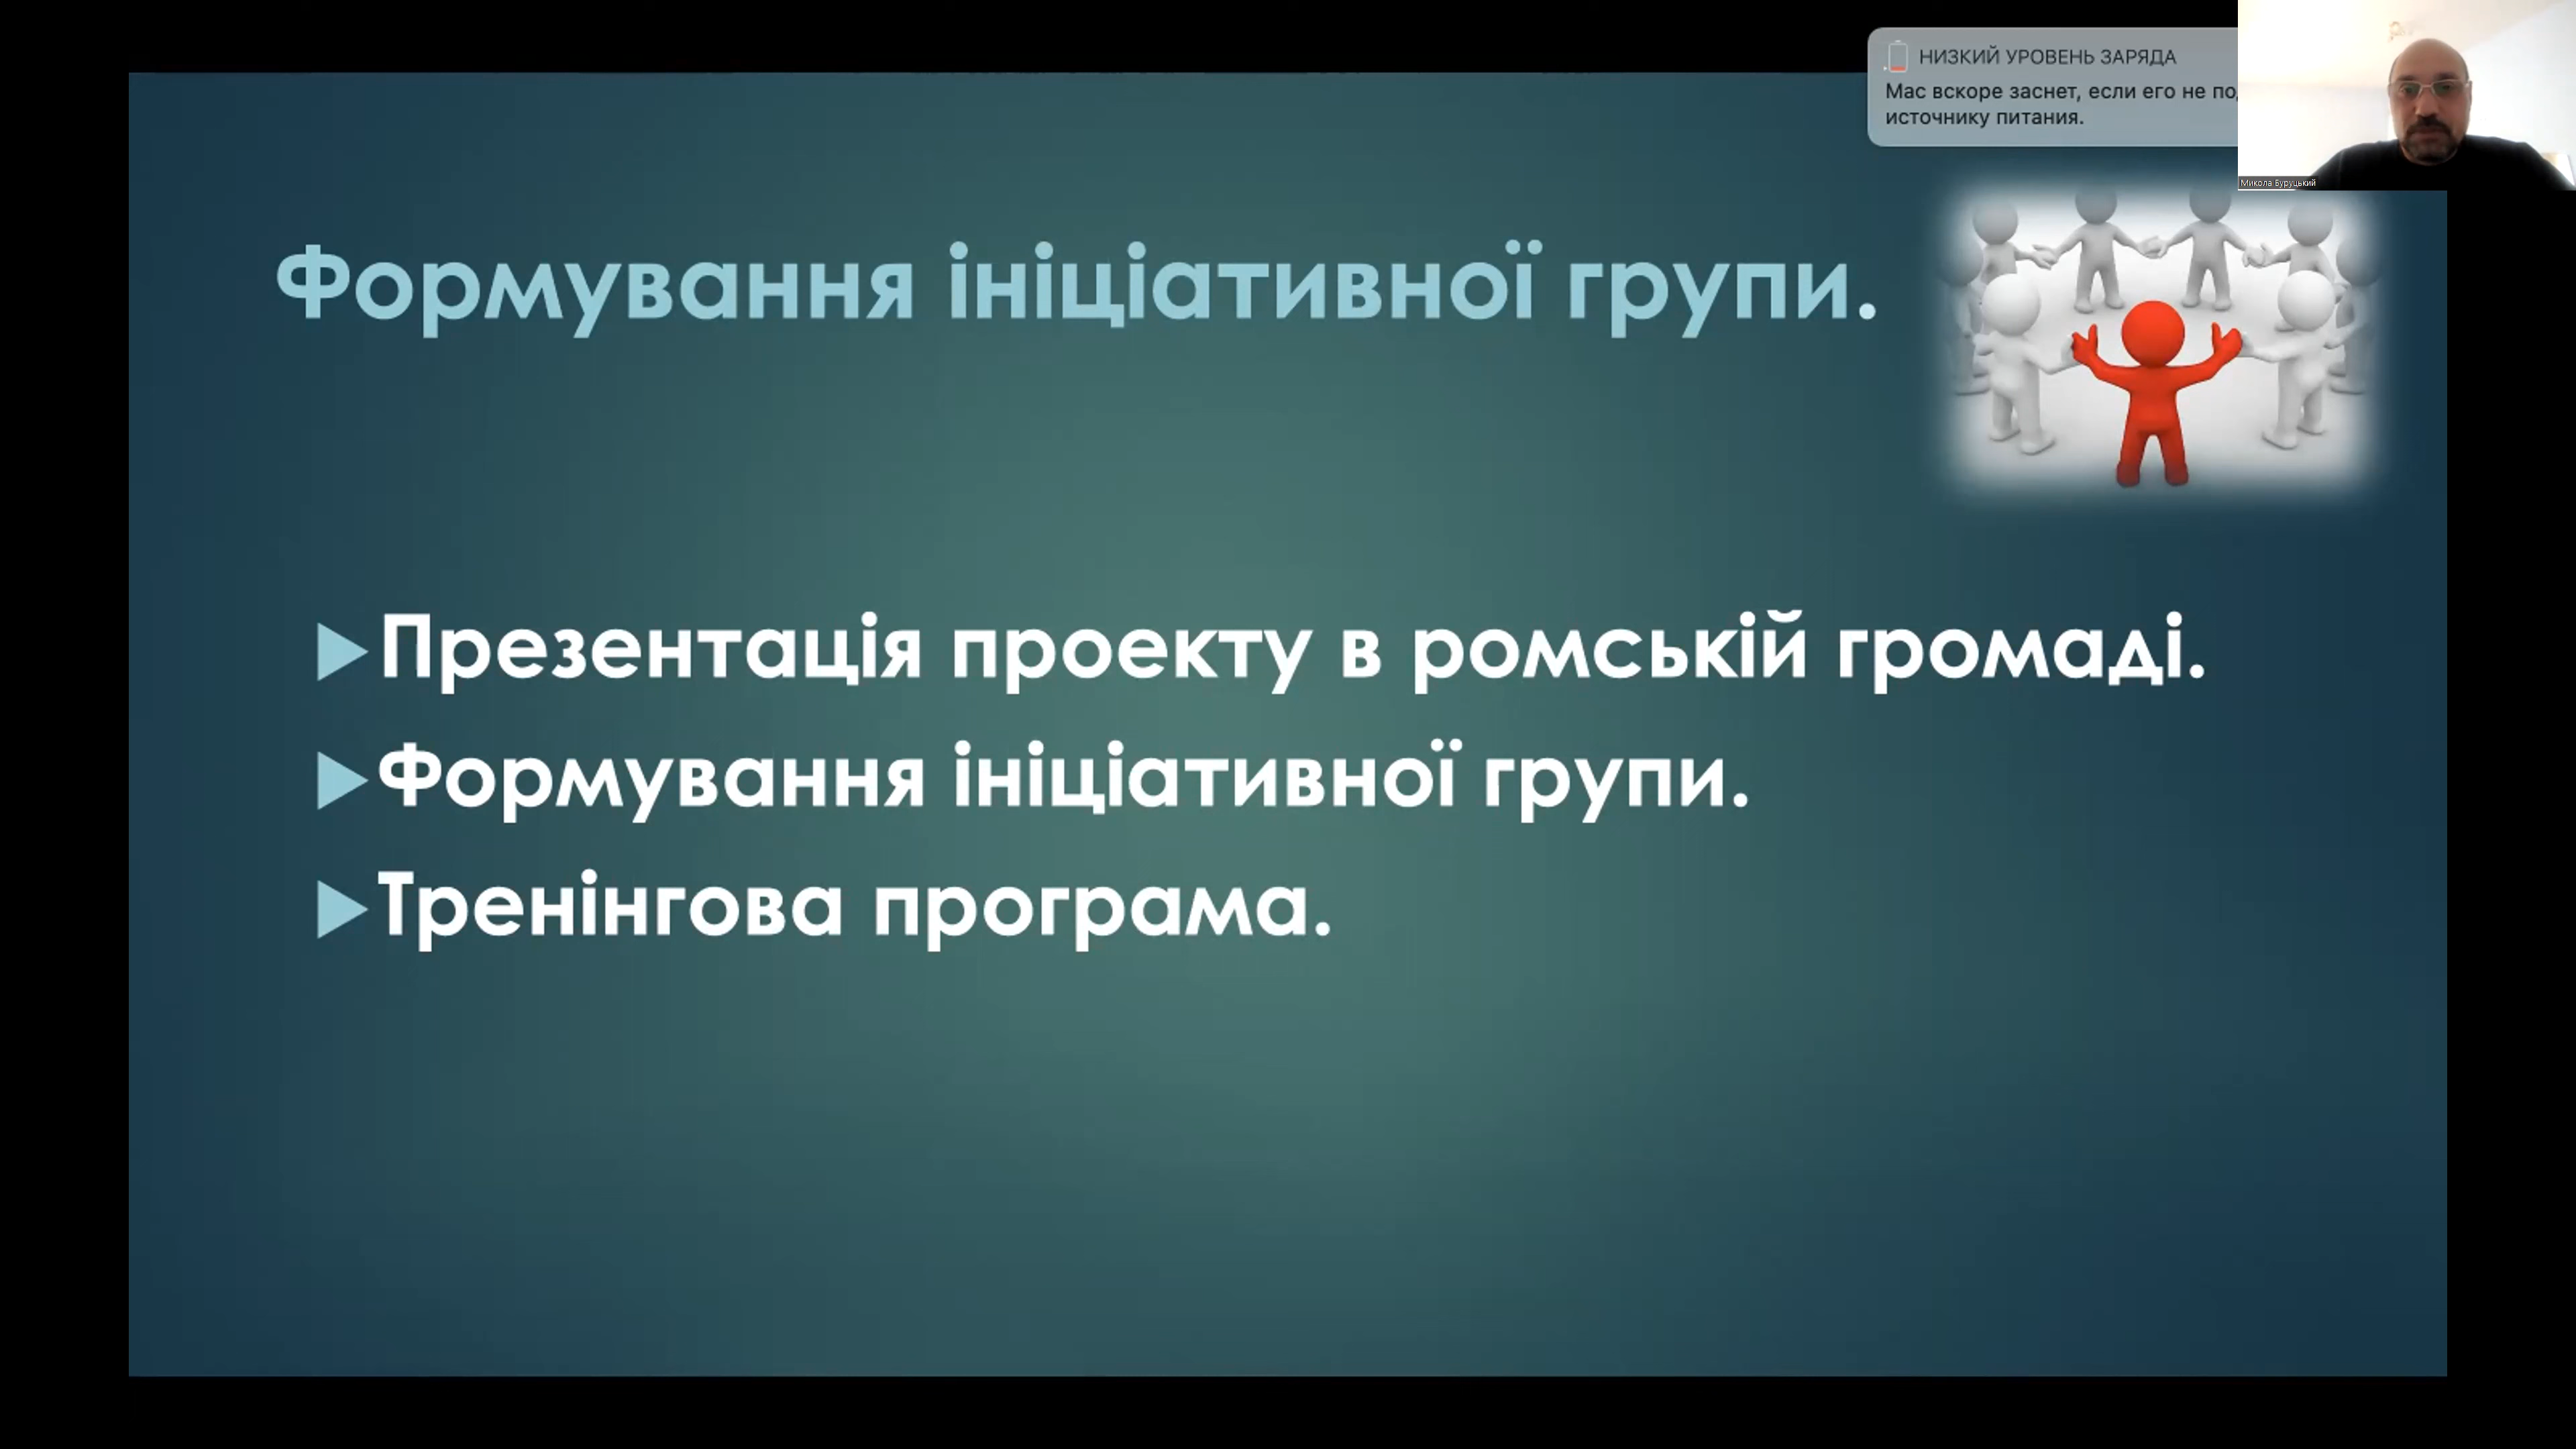 НИЗКИЙ УРОВЕНЬ ЗАРЯДА
Mac вскоре заснет, если его не по
источнику питания.
Микола Буруцький
Формування ініціативної групи.
Презентація проекту в ромській громаді.
Формування ініціативної групи.
Тренінгова програма.